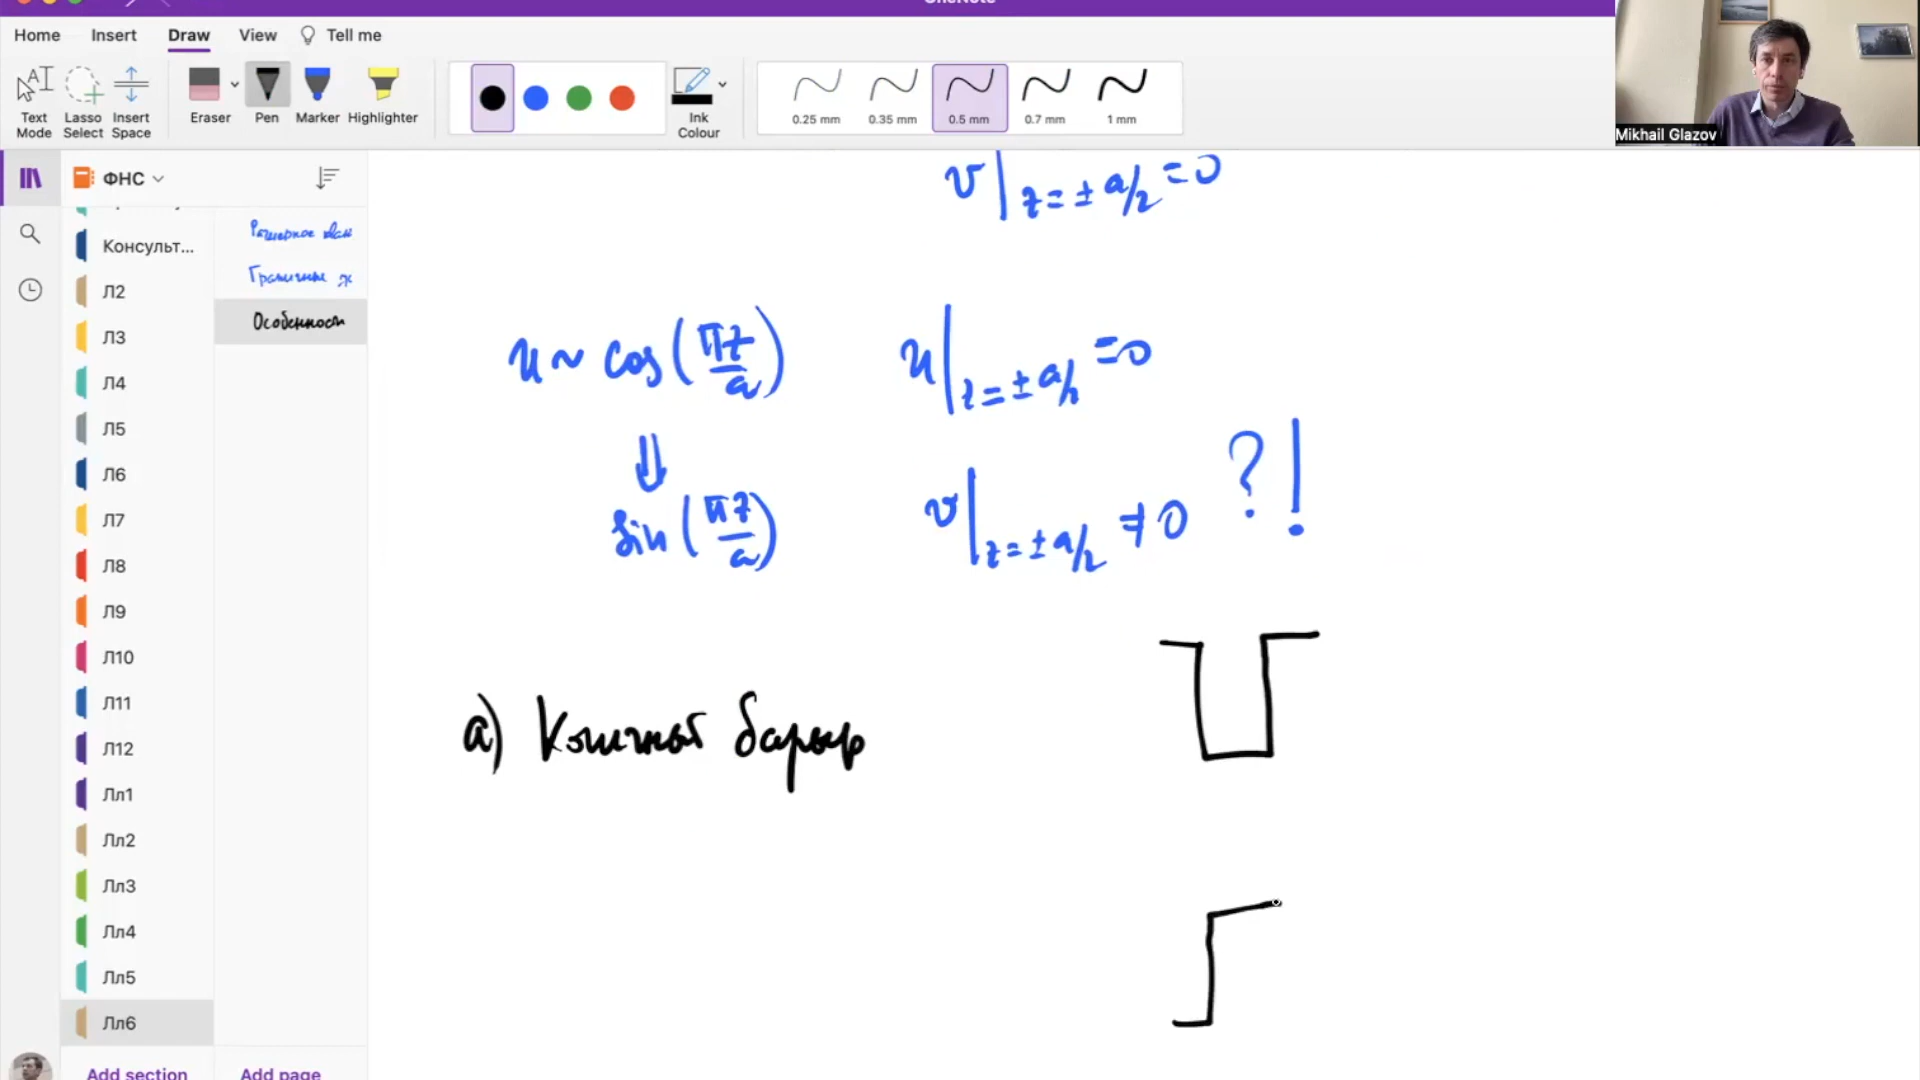 OneNote
Home Insert Draw View Tell me
Text Mode
Lasso Select
Insert Space
Eraser
Pen
Marker
Highlighter
Ink Colour
0.25 mm
0.35 mm
0.5 mm
0.7 mm
1 mm
Mikhail Glazov
ФНС
Консульт...
Л2
Л3
Л4
Л5
Л6
Л7
Л8
Л9
Л10
Л11
Л12
Лл1
Лл2
Лл3
Лл4
Лл5
Лл6
Add section
Граничные
Особенност
Add page
v|z=±a/2 =0
u~cos(πz/a) u|z=±a/2 =0
⇓
sin(πz/a) v|z=±a/2 ≠0 ?!
a) Конечный барьер